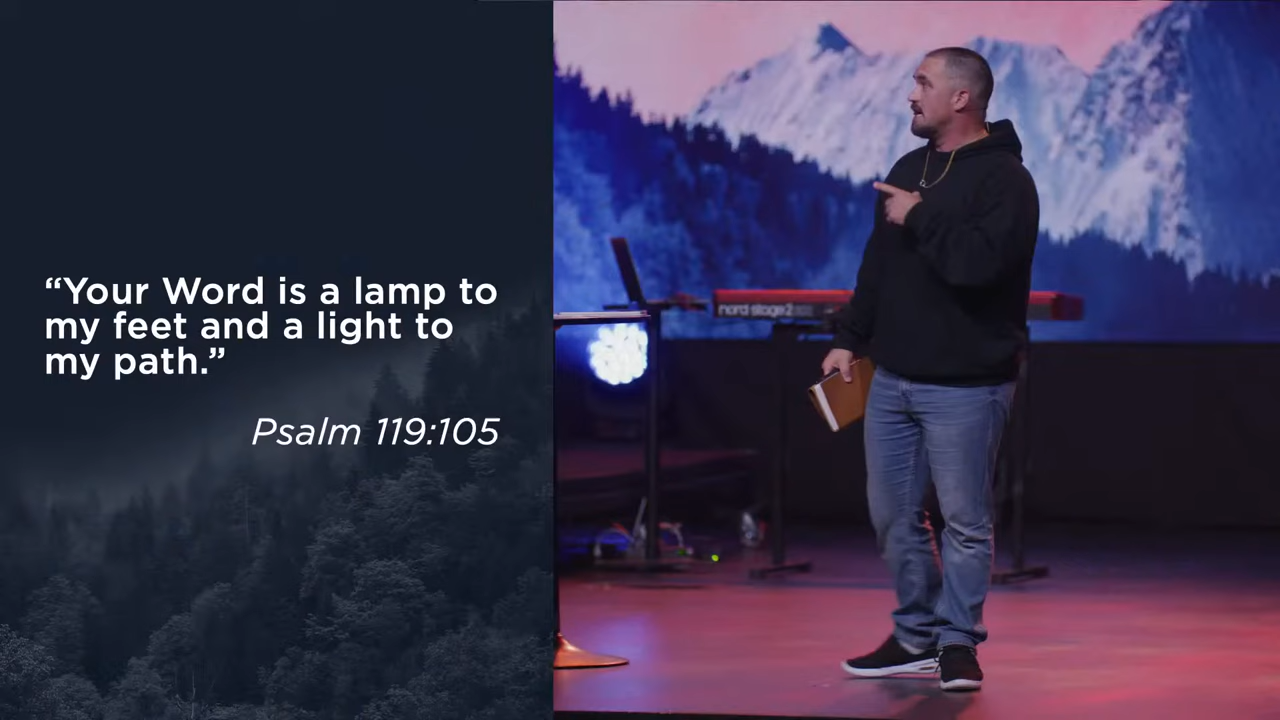 “Your Word is a lamp to
my feet and a light to
my path.”
Psalm 119:105
nord stage 2